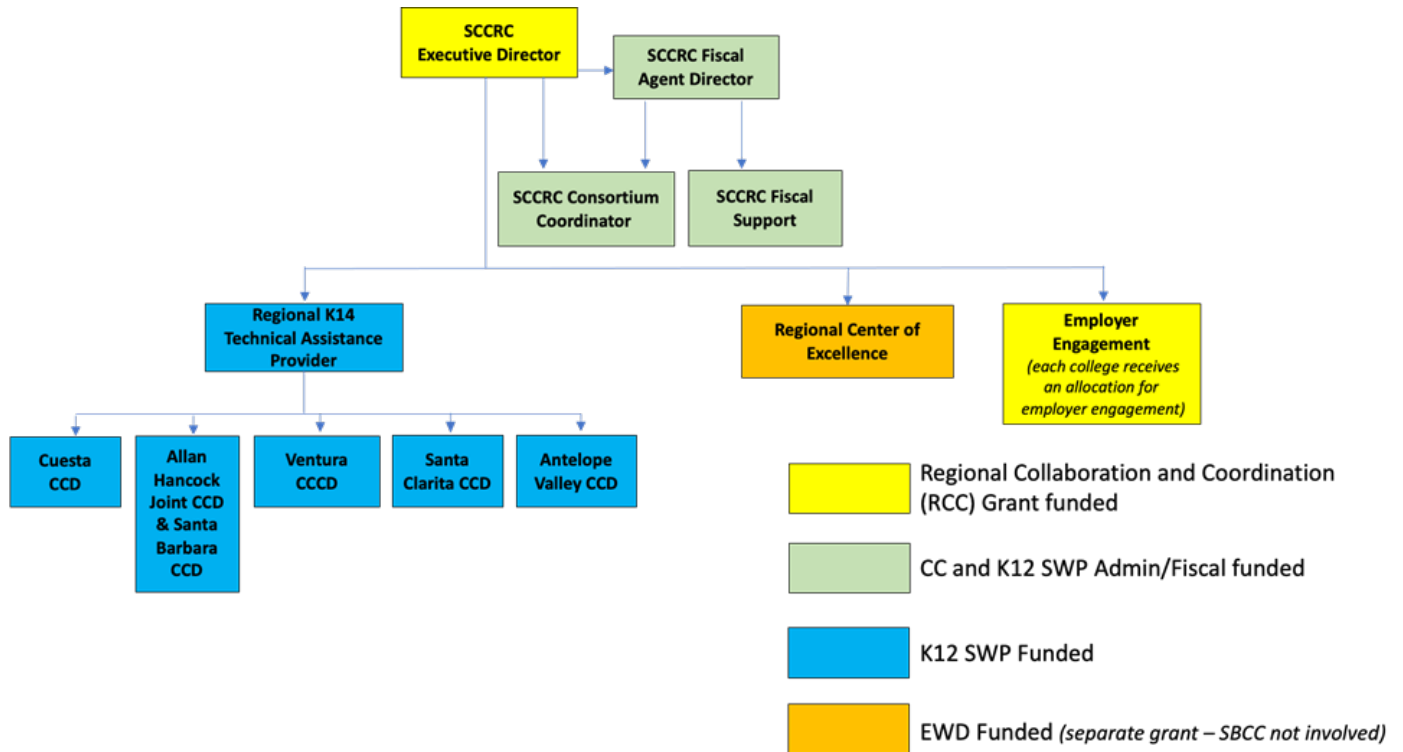 SCCRC
Executive Director
SCCRC Fiscal
Agent Director
SCCRC Consortium
Coordinator
SCCRC Fiscal
Support
Regional K14
Technical Assistance
Provider
Regional Center of
Excellence
Employer
Engagement
(each college receives
an allocation for
employer engagement)
Cuesta
CCD
Allan
Hancock
Joint CCD
& Santa
Barbara
CCD
Ventura
CCCD
Santa
Clarita CCD
Antelope
Valley CCD
Regional Collaboration and Coordination
(RCC) Grant funded
CC and K12 SWP Admin/Fiscal funded
K12 SWP Funded
EWD Funded (separate grant – SBCC not involved)